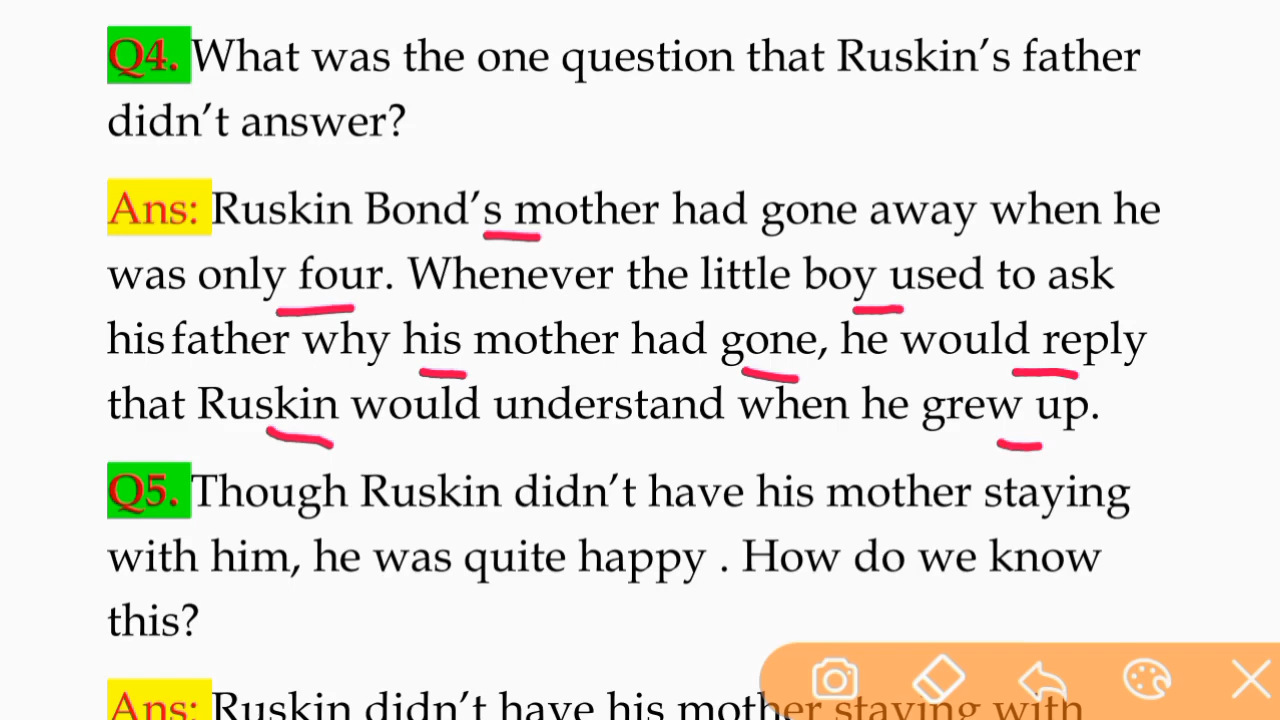 Q4. What was the one question that Ruskin’s father
didn’t answer?
Ans: Ruskin Bond’s mother had gone away when he
was only four. Whenever the little boy used to ask
his father why his mother had gone, he would reply
that Ruskin would understand when he grew up.
Q5. Though Ruskin didn’t have his mother staying
with him, he was quite happy . How do we know
this?
Ans: Ruskin didn’t have his mother staying with